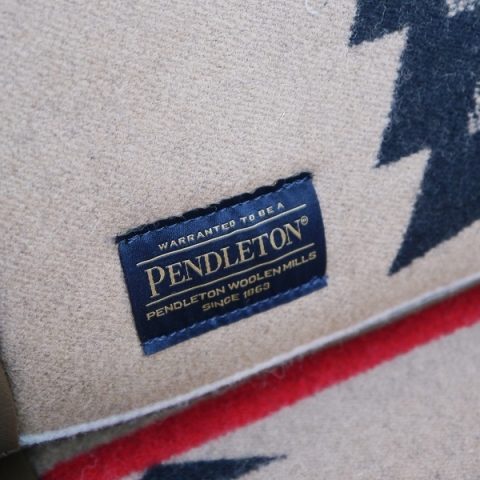 WARRANTED TO BE A
PENDLETON®
PENDLETON WOOLEN MILLS
SINCE 1863